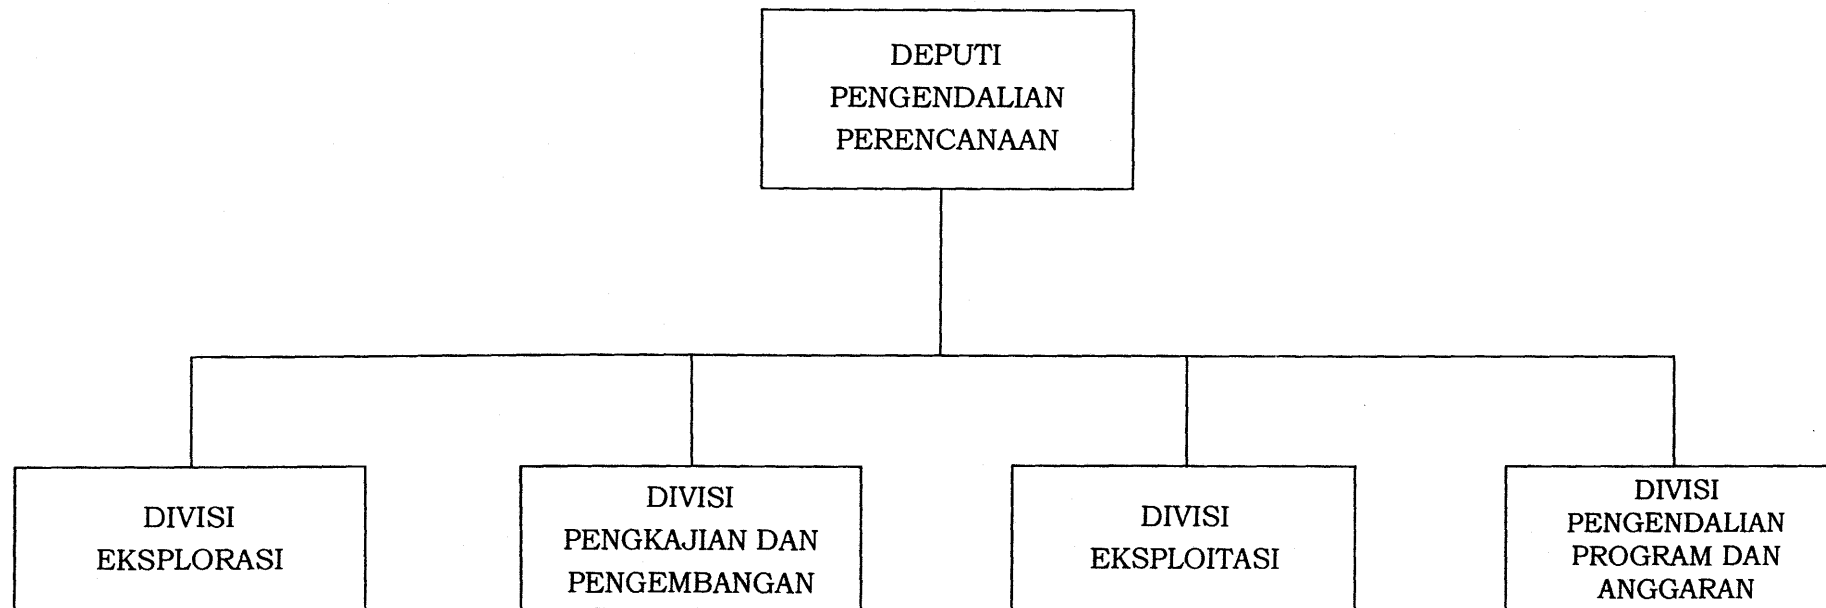 DEPUTI
PENGENDALIAN
PERENCANAAN
DIVISI
EKSPLORASI
DIVISI
PENGKAJIAN DAN
PENGEMBANGAN
DIVISI
EKSPLOITASI
DIVISI
PENGENDALIAN
PROGRAM DAN
ANGGARAN